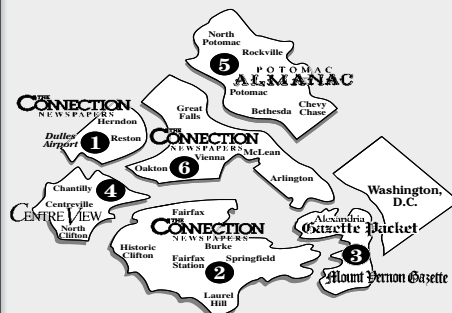 North
Potomac
Rockville
5
POTOMAC
ALMANAC
Potomac
Bethesda
Chevy
Chase
THE
CONNECTION
NEWSPAPERS
Herndon
Dulles
Airport
1
Reston
Great
Falls
THE
CONNECTION
NEWSPAPERS
McLean
Vienna
Oakton
6
Arlington
Chantilly
4
Centreville
CENTRE VIEW
North
Clifton
Washington,
D.C.
Fairfax
THE
CONNECTION
NEWSPAPERS
Burke
Historic
Clifton
Fairfax
Station
Springfield
2
Laurel
Hill
Alexandria
Gazette Packet
3
Mount Vernon Gazette